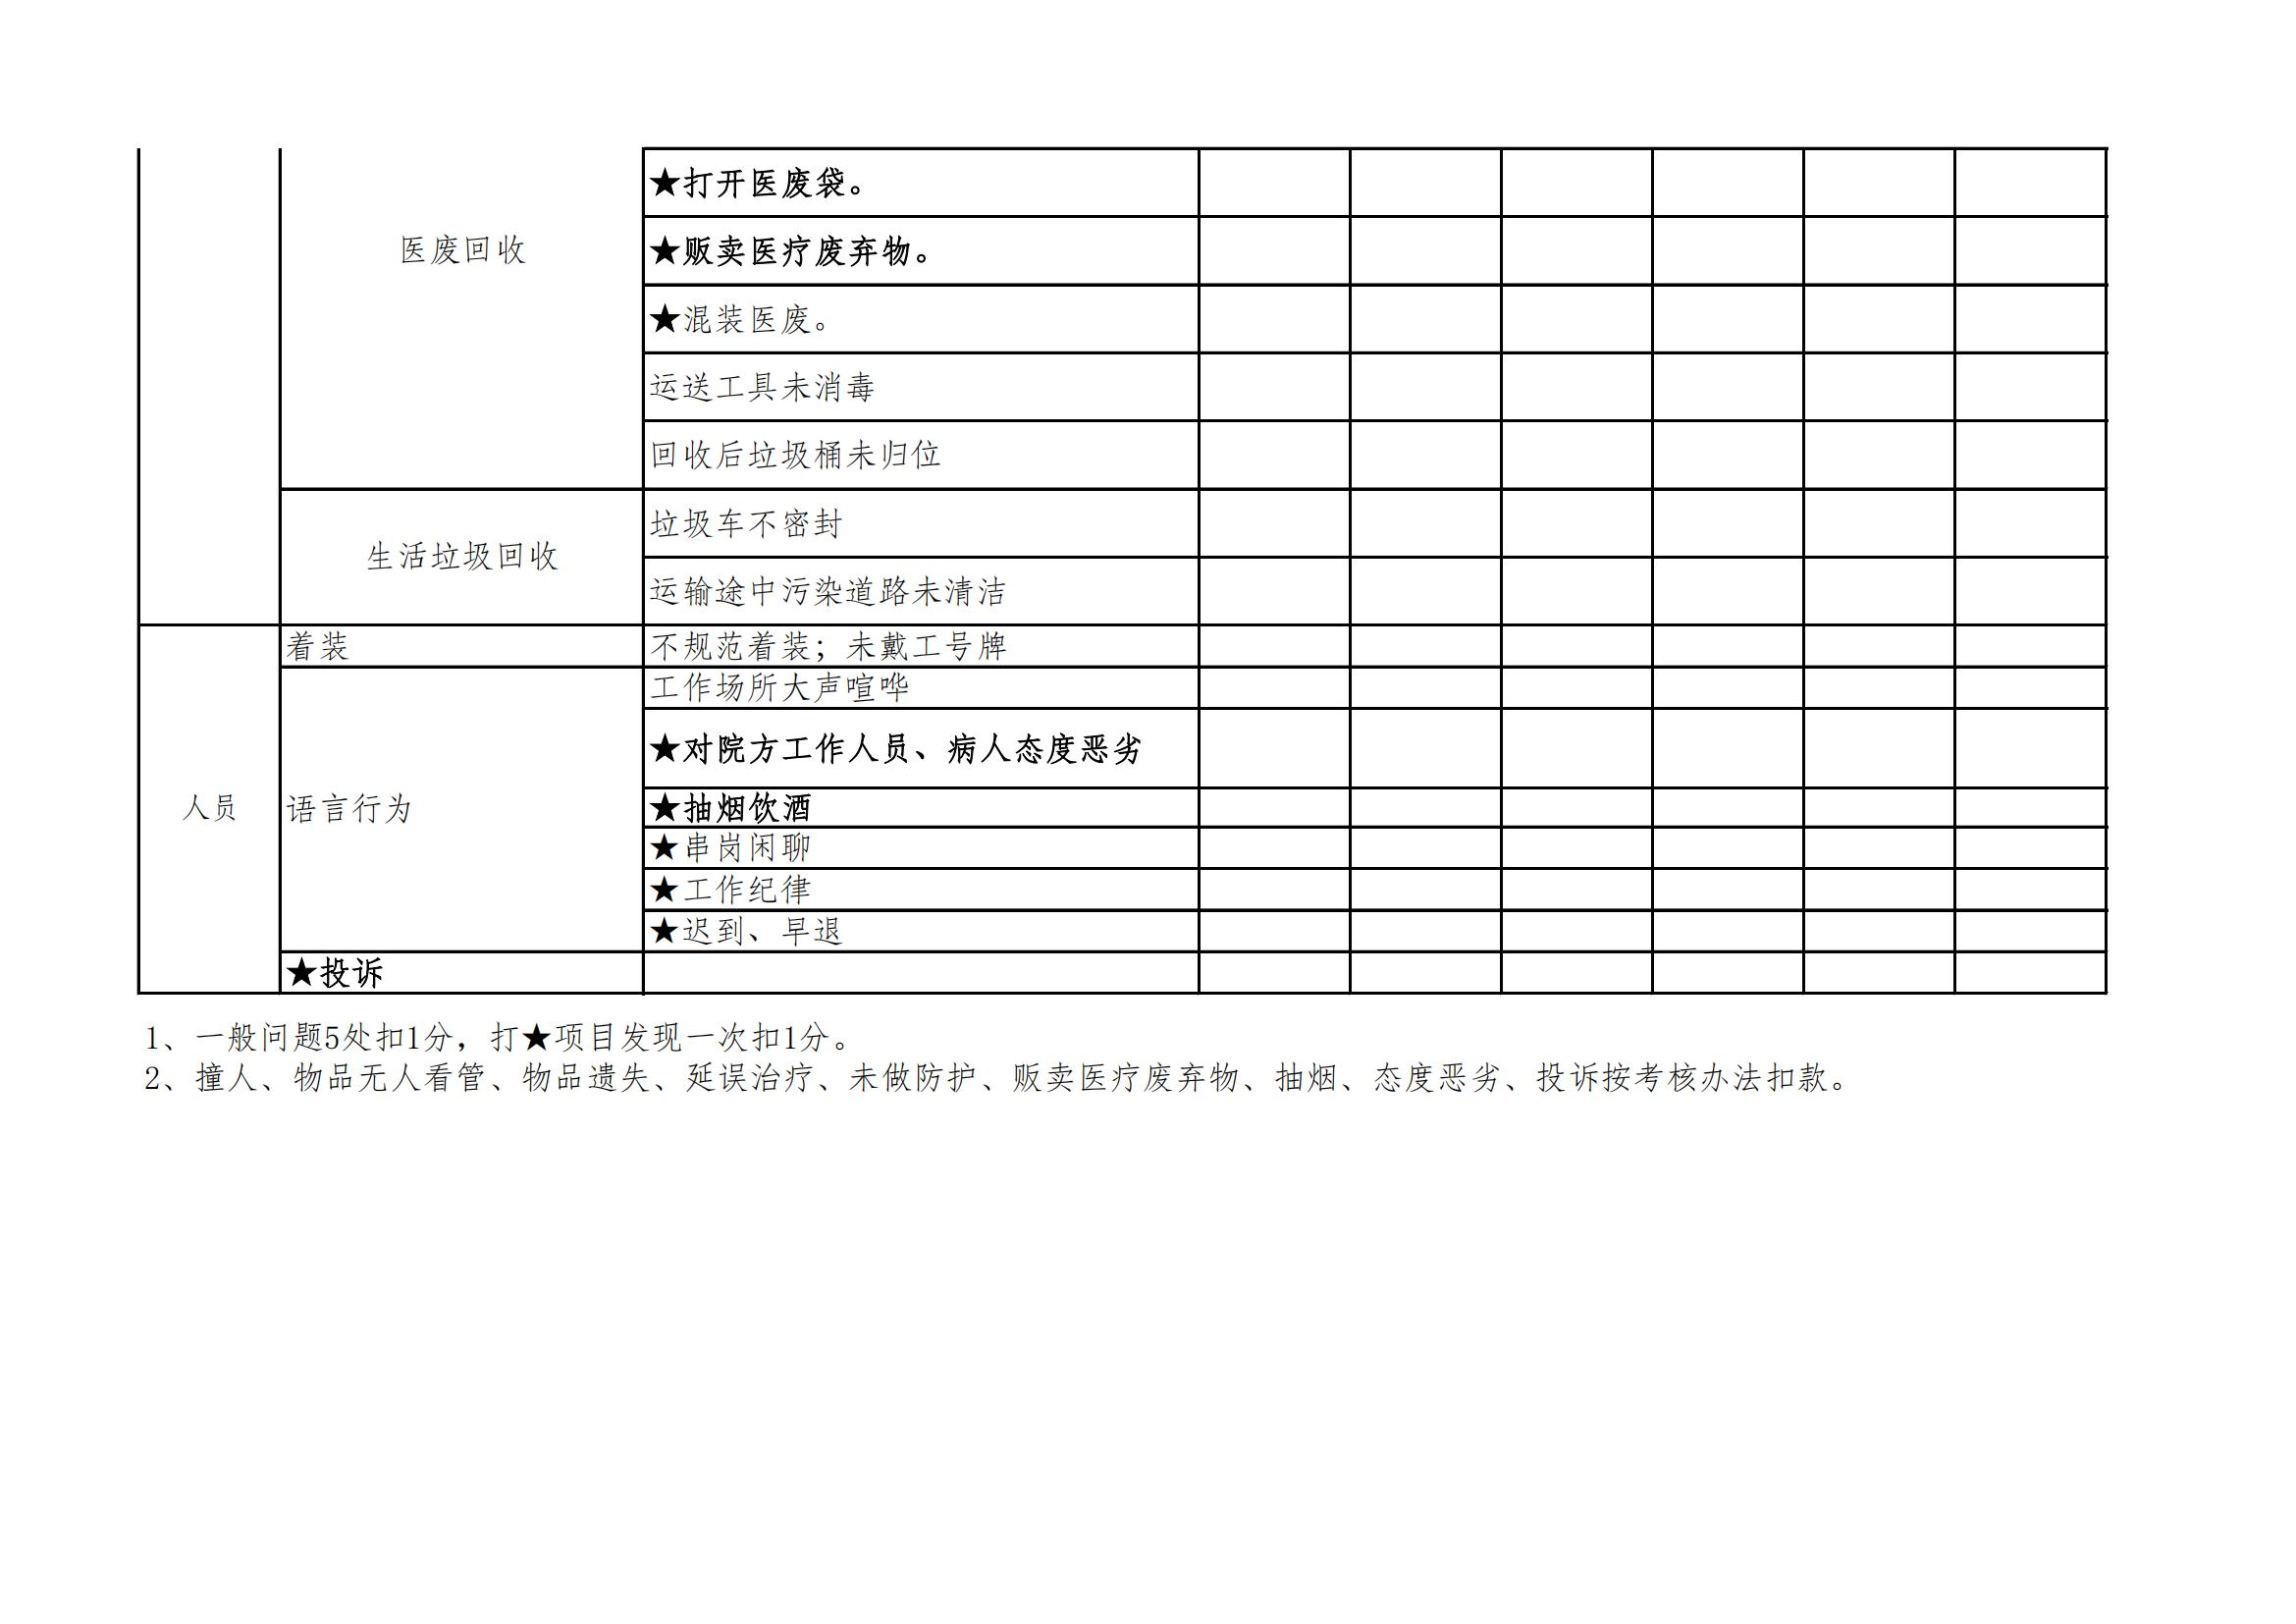 医废回收
★打开医废袋。
★贩卖医疗废弃物。
★混装医废。
运送工具未消毒
回收后垃圾桶未归位
生活垃圾回收
垃圾车不密封
运输途中污染道路未清洁
人员
着装
不规范着装；未戴工号牌
语言行为
工作场所大声喧哗
★对院方工作人员、病人态度恶劣
★抽烟饮酒
★串岗闲聊
★工作纪律
★迟到、早退
★投诉
1、一般问题5处扣1分，打★项目发现一次扣1分。
2、撞人、物品无人看管、物品遗失、延误治疗、未做防护、贩卖医疗废弃物、抽烟、态度恶劣、投诉按考核办法扣款。